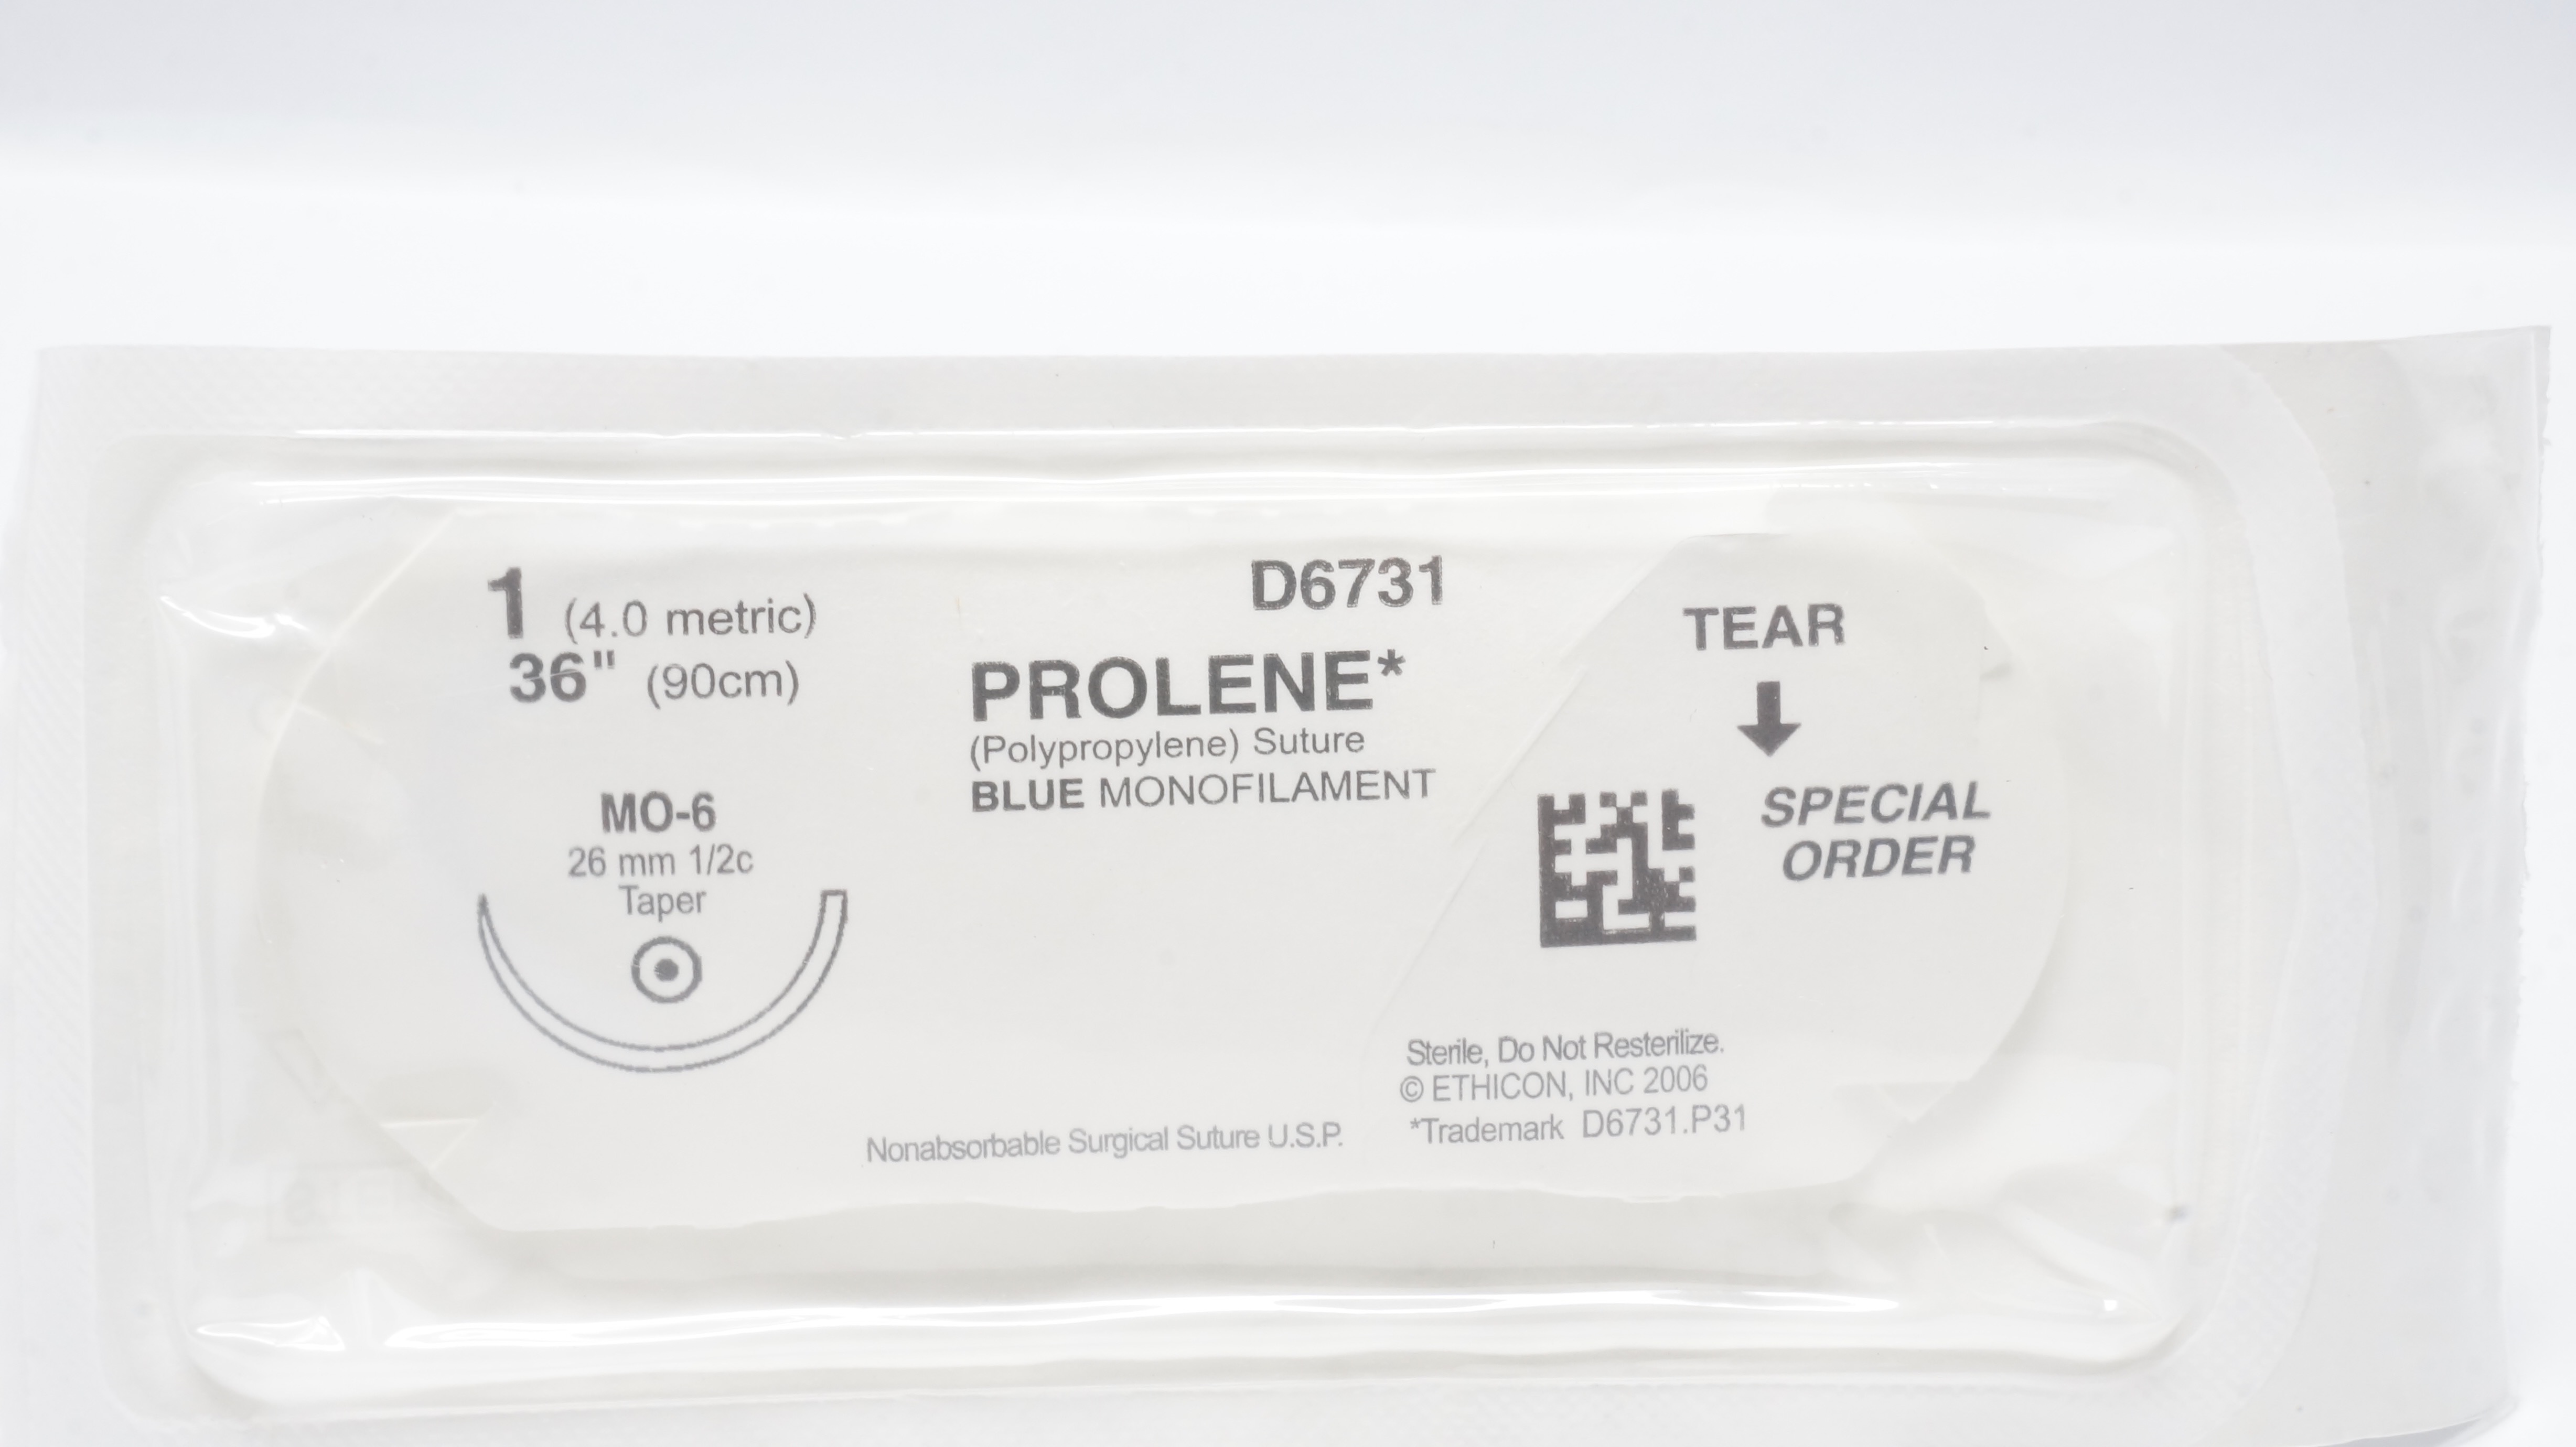 1 (4.0 metric)
36" (90cm)
MO-6
26 mm 1/2c
Taper
D6731
PROLENE*
(Polypropylene) Suture
BLUE MONOFILAMENT
TEAR
SPECIAL
ORDER
Sterile, Do Not Resterilize.
© ETHICON, INC 2006
*Trademark D6731.P31
Nonabsorbable Surgical Suture U.S.P.